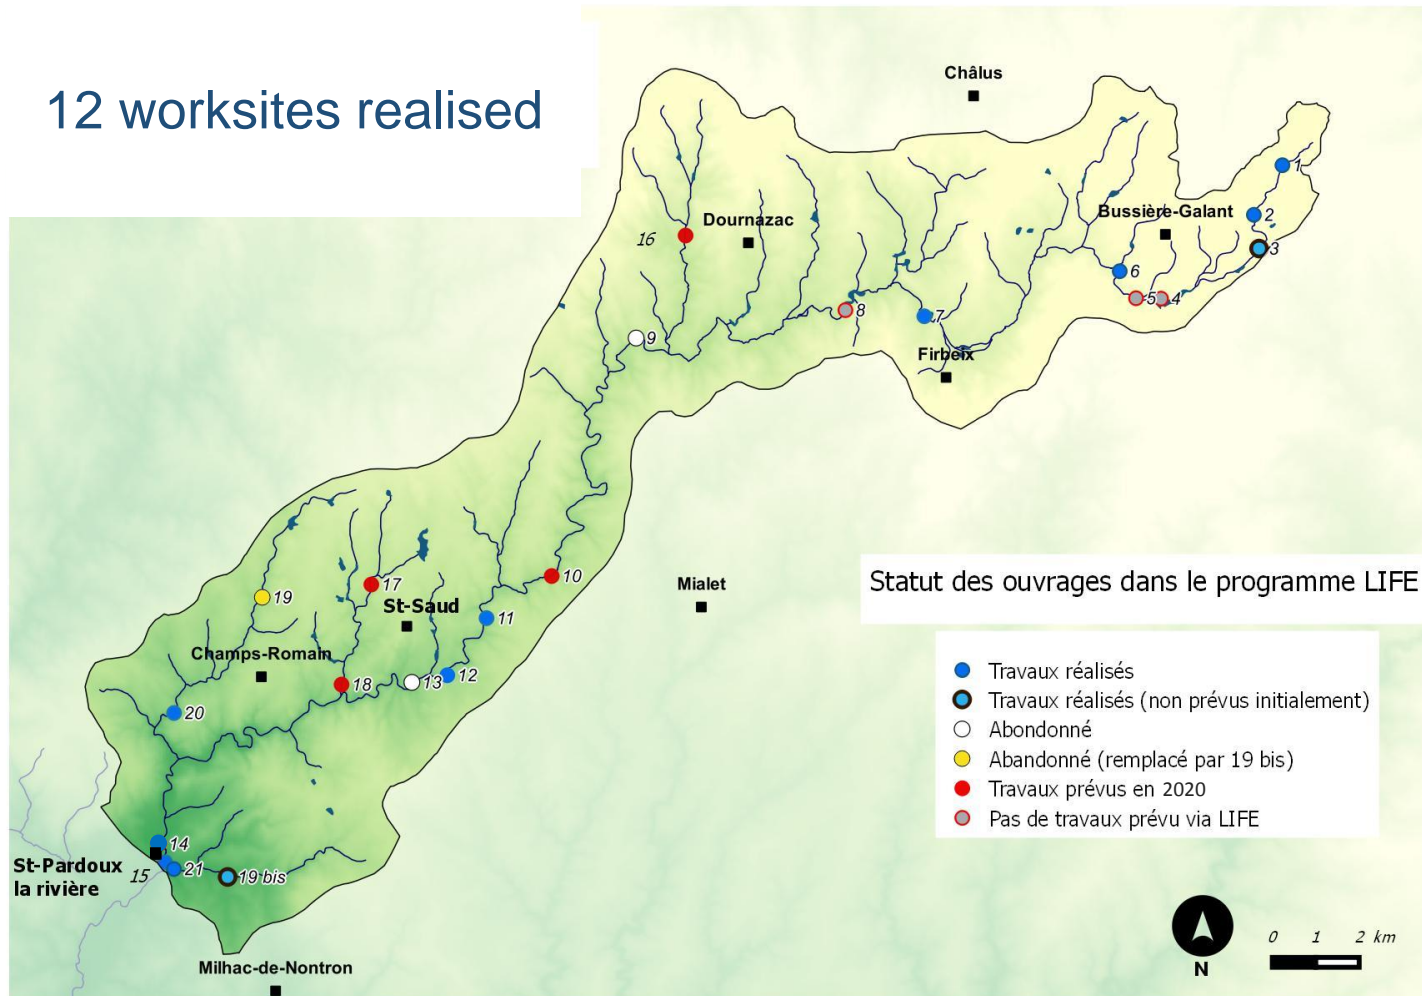 12 worksites realised
Châlus
1
Bussière-Galant
2
3
Dournazac
16
6
5
4
8
7
9
Firbeix
10
Mialet
17
19
St-Saud
11
Champs-Romain
12
13
18
20
14
St-Pardoux
la rivière
15
21
19 bis
Milhac-de-Nontron
Statut des ouvrages dans le programme LIFE
Travaux réalisés
Travaux réalisés (non prévus initialement)
Abondonné
Abandonné (remplacé par 19 bis)
Travaux prévus en 2020
Pas de travaux prévu via LIFE
N
0 1 2 km